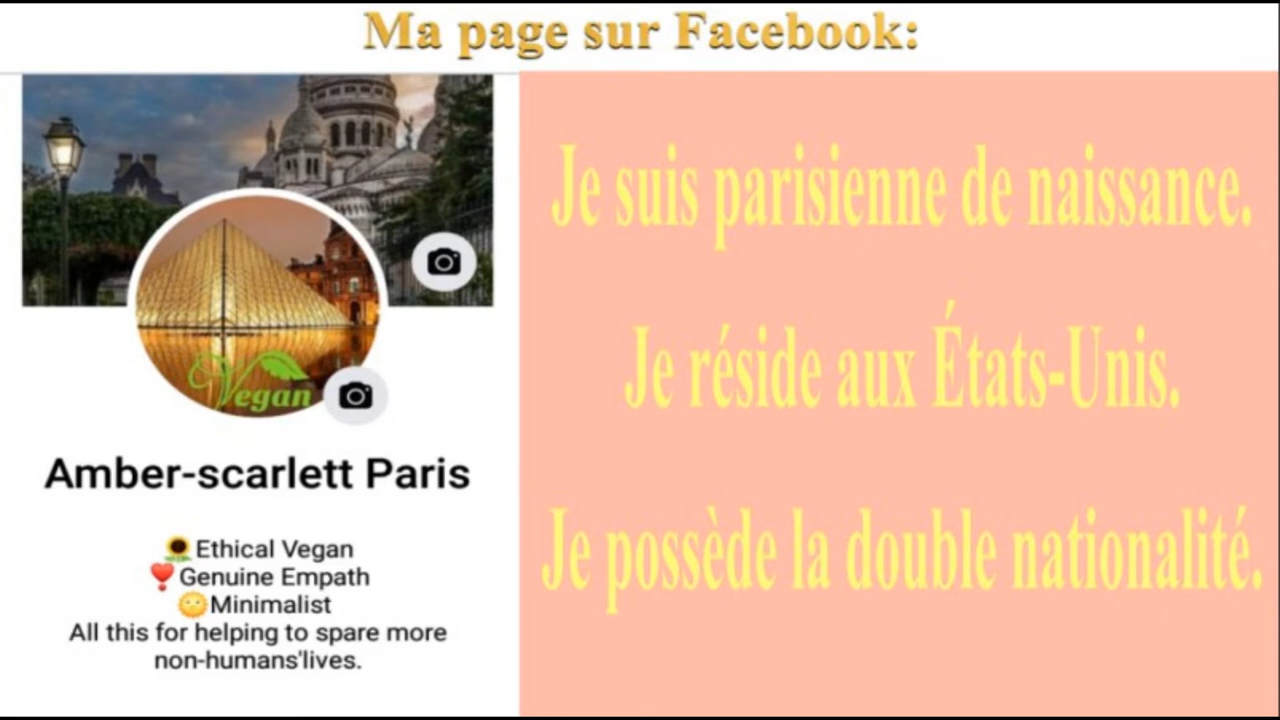 Ma page sur Facebook:
Vegan
Amber-scarlett Paris
🌻Ethical Vegan
❣️Genuine Empath
🌝Minimalist
All this for helping to spare more
non-humans'lives.
Je suis parisienne de naissance.
Je réside aux États-Unis.
Je possède la double nationalité.